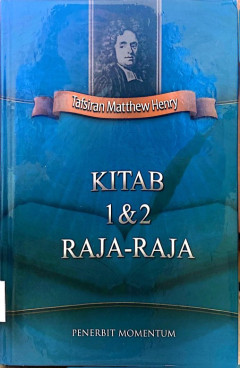 Tafsiran Matthew Henry
KITAB
1 & 2
RAJA-RAJA
PENERBIT MOMENTUM